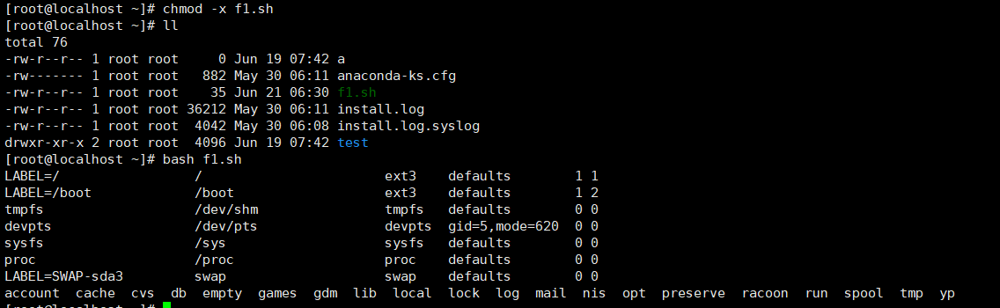 [root@localhost ~]# chmod -x f1.sh
[root@localhost ~]# ll
total 76
-rw-r--r-- 1 root root     0 Jun 19 07:42 a
-rw------- 1 root root   882 May 30 06:11 anaconda-ks.cfg
-rw-r--r-- 1 root root    35 Jun 21 06:30 f1.sh
-rw-r--r-- 1 root root 36212 May 30 06:11 install.log
-rw-r--r-- 1 root root  4042 May 30 06:08 install.log.syslog
drwxr-xr-x 2 root root  4096 Jun 19 07:42 test
[root@localhost ~]# bash f1.sh
LABEL=/                 /                       ext3    defaults        1 1
LABEL=/boot             /boot                   ext3    defaults        1 2
tmpfs                   /dev/shm                tmpfs   defaults        0 0
devpts                  /dev/pts                devpts  gid=5,mode=620  0 0
sysfs                   /sys                    sysfs   defaults        0 0
proc                    /proc                   proc    defaults        0 0
LABEL=SWAP-sda3         swap                    swap    defaults        0 0
account  cache  cvs  db  empty  games  gdm  lib  local  lock  log  mail  nis  opt  preserve  racoon  run  spool  tmp  yp
[root@localhost ~]#